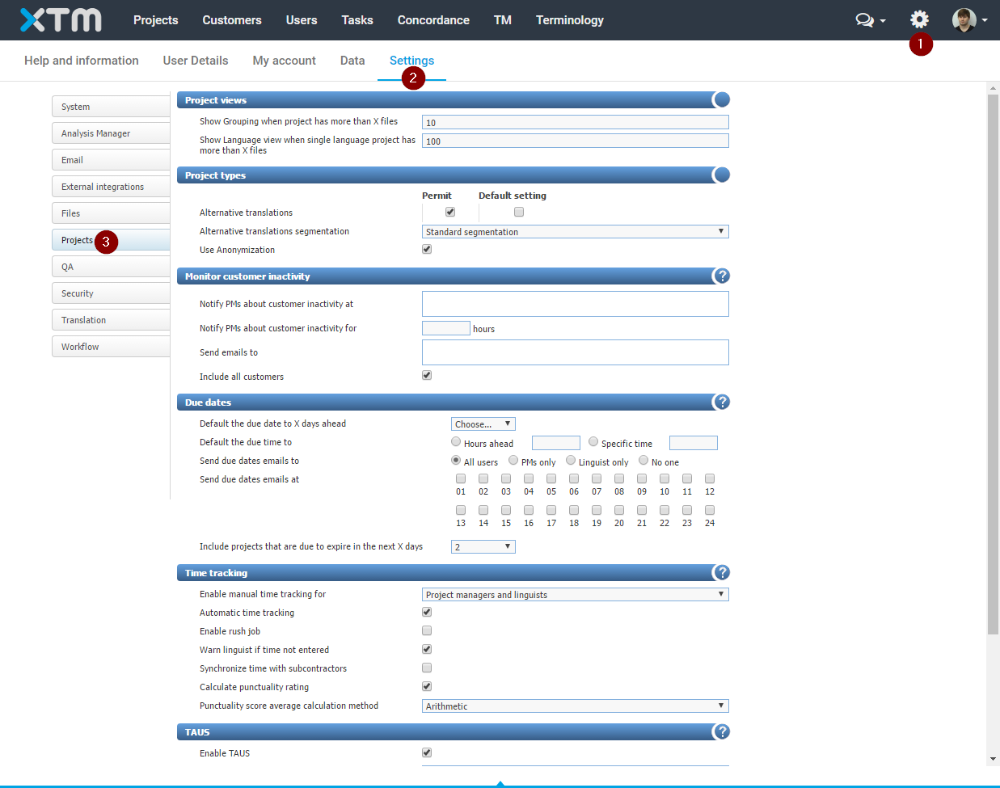 XTM Projects Customers Users Tasks Concordance TM Terminology
1
Help and information User Details My account Data Settings
2
System
Analysis Manager
Email
External integrations
Files
Projects 3
QA
Security
Translation
Workflow
Project views
Show Grouping when project has more than X files 10
Show Language view when single language project has
more than X files 100
Project types
Permit Default setting
Alternative translations
Alternative translations segmentation Standard segmentation
Use Anonymization
Monitor customer inactivity ?
Notify PMs about customer inactivity at
Notify PMs about customer inactivity for hours
Send emails to
Include all customers
Due dates ?
Default the due date to X days ahead Choose...
Default the due time to Hours ahead Specific time
Send due dates emails to All users PMs only Linguist only No one
Send due dates emails at
01 02 03 04 05 06 07 08 09 10 11 12
13 14 15 16 17 18 19 20 21 22 23 24
Include projects that are due to expire in the next X days 2
Time tracking ?
Enable manual time tracking for Project managers and linguists
Automatic time tracking
Enable rush job
Warn linguist if time not entered
Synchronize time with subcontractors
Calculate punctuality rating
Punctuality score average calculation method Arithmetic
TAUS ?
Enable TAUS